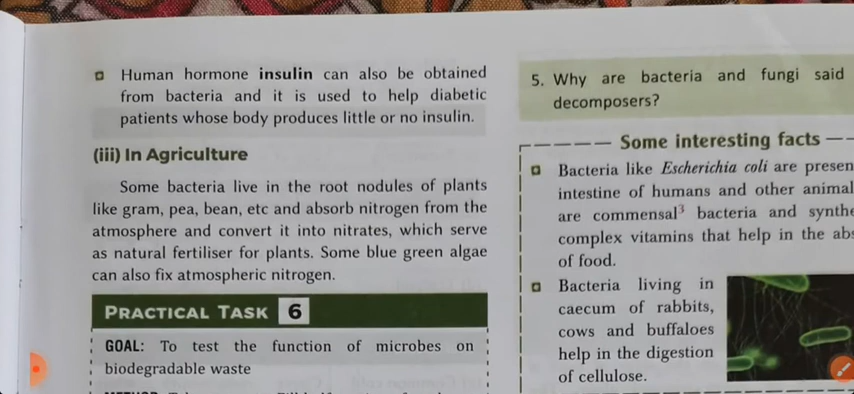 ▫ Human hormone insulin can also be obtained
from bacteria and it is used to help diabetic
patients whose body produces little or no insulin.
(iii) In Agriculture
Some bacteria live in the root nodules of plants
like gram, pea, bean, etc and absorb nitrogen from the
atmosphere and convert it into nitrates, which serve
as natural fertiliser for plants. Some blue green algae
can also fix atmospheric nitrogen.
PRACTICAL TASK 6
GOAL: To test the function of microbes on
biodegradable waste
5. Why are bacteria and fungi said
decomposers?
Some interesting facts
▫ Bacteria like Escherichia coli are presen
intestine of humans and other animal
are commensal³ bacteria and synthe
complex vitamins that help in the abs
of food.
▫ Bacteria living in
caecum of rabbits,
cows and buffaloes
help in the digestion
of cellulose.